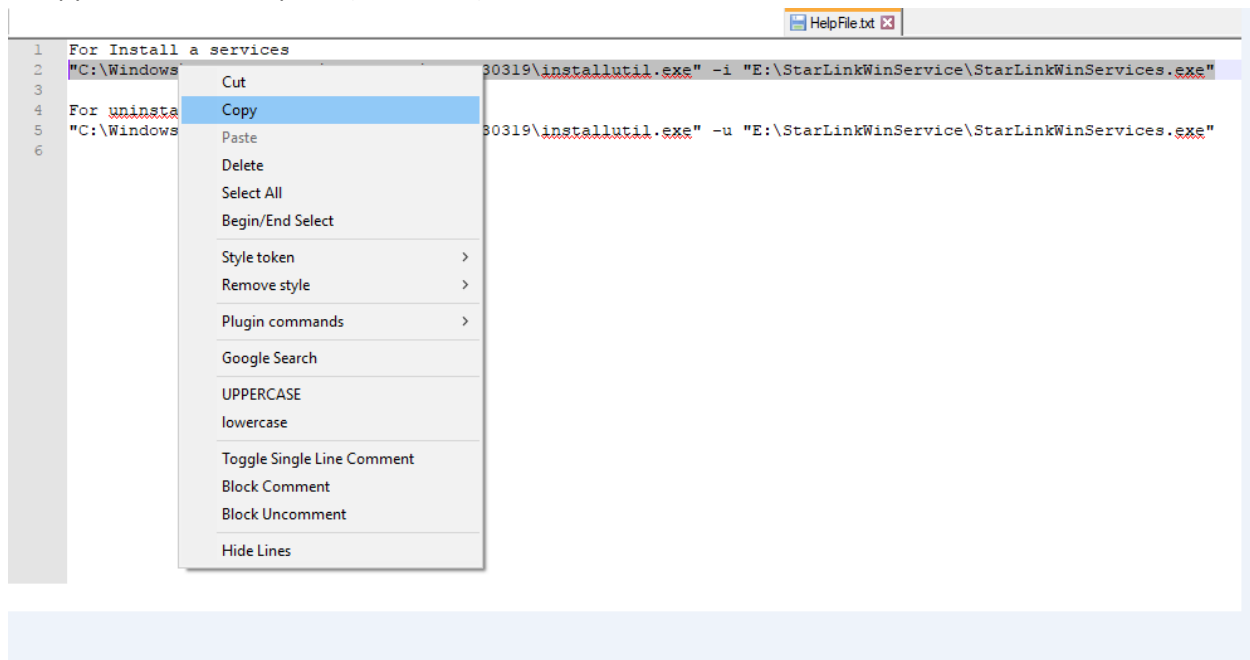 HelpFile.txt
1 For Install a services
2 "C:\Windows 30319\installutil.exe" -i "E:\StarLinkWinService\StarLinkWinServices.exe"
3
4 For uninsta
5 "C:\Windows 30319\installutil.exe" -u "E:\StarLinkWinService\StarLinkWinServices.exe"
6
Cut
Copy
Paste
Delete
Select All
Begin/End Select
Style token
Remove style
Plugin commands
Google Search
UPPERCASE
lowercase
Toggle Single Line Comment
Block Comment
Block Uncomment
Hide Lines